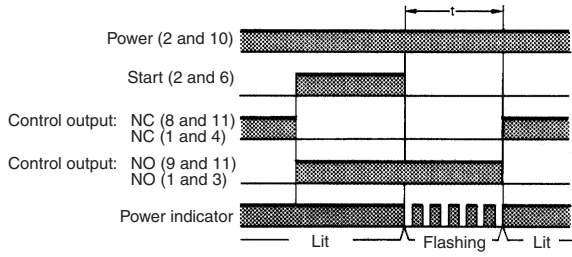 t
Power (2 and 10)
Start (2 and 6)
Control output: NC (8 and 11)
NC (1 and 4)
Control output: NO (9 and 11)
NO (1 and 3)
Power indicator
Lit Flashing Lit